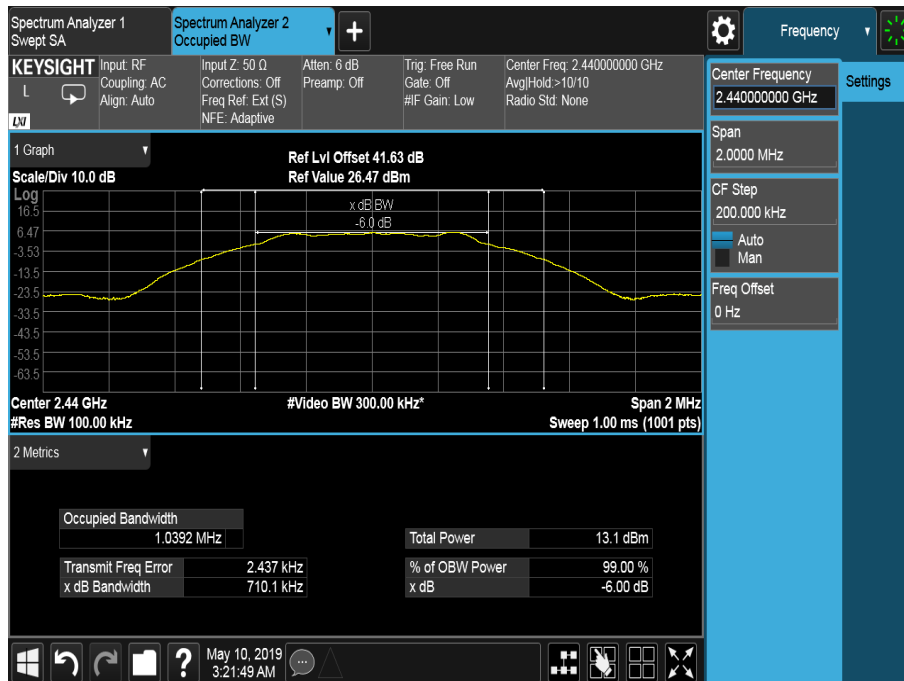 Spectrum Analyzer 1
Swept SA
Spectrum Analyzer 2
Occupied BW
Frequency
KEYSIGHT
L
LXI
Input: RF
Coupling: AC
Align: Auto
Input Z: 50 Ω
Corrections: Off
Freq Ref: Ext (S)
NFE: Adaptive
Atten: 6 dB
Preamp: Off
Trig: Free Run
Gate: Off
#IF Gain: Low
Center Freq: 2.440000000 GHz
Avg|Hold:>10/10
Radio Std: None
Center Frequency
2.440000000 GHz
Settings
Span
2.0000 MHz
CF Step
200.000 kHz
Auto
Man
Freq Offset
0 Hz
1 Graph
Scale/Div 10.0 dB
Ref Lvl Offset 41.63 dB
Ref Value 26.47 dBm
Log
x dB BW
-6.0 dB
16.5
6.47
-3.53
-13.5
-23.5
-33.5
-43.5
-53.5
-63.5
Center 2.44 GHz
#Video BW 300.00 kHz*
Span 2 MHz
#Res BW 100.00 kHz
Sweep 1.00 ms (1001 pts)
2 Metrics
Occupied Bandwidth
1.0392 MHz
Total Power 13.1 dBm
Transmit Freq Error 2.437 kHz
% of OBW Power 99.00 %
x dB Bandwidth 710.1 kHz
x dB -6.00 dB
?
May 10, 2019
3:21:49 AM